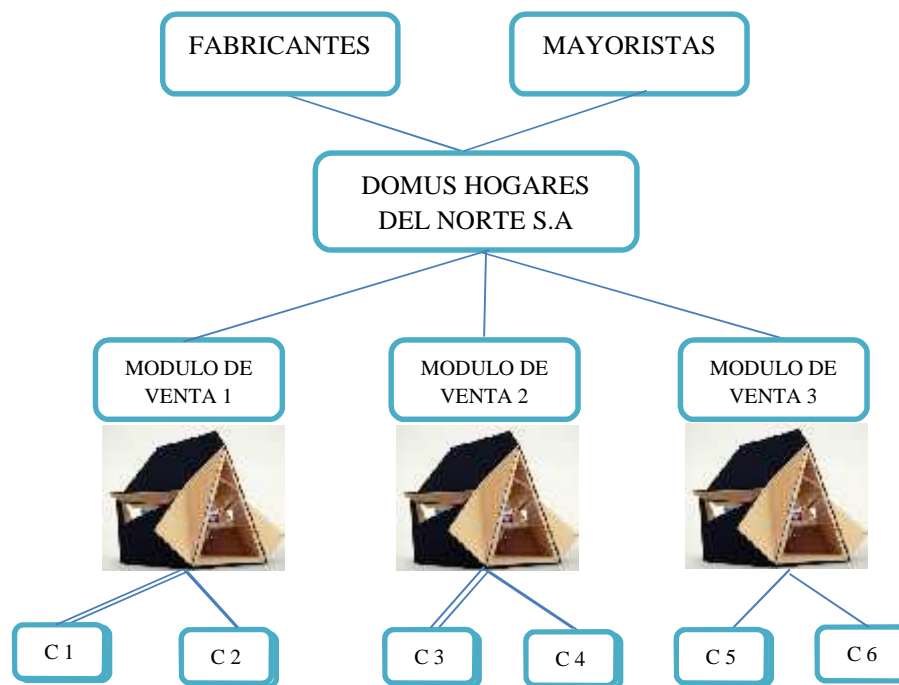 FABRICANTES
MAYORISTAS
DOMUS HOGARES
DEL NORTE S.A
MODULO DE
VENTA 1
MODULO DE
VENTA 2
MODULO DE
VENTA 3
C 1
C 2
C 3
C 4
C 5
C 6